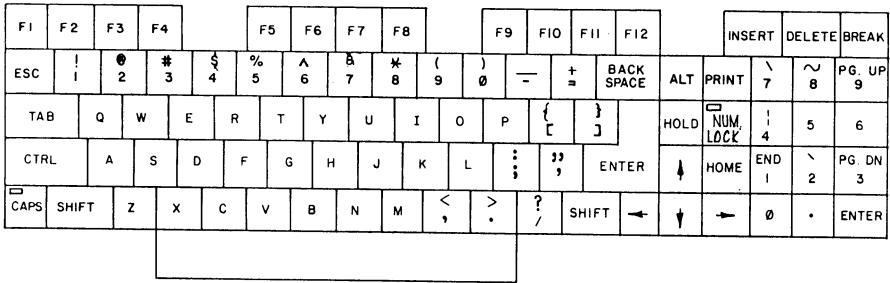 F1 F2 F3 F4 F5 F6 F7 F8 F9 F10 F11 F12 INSERT DELETE BREAK
! @ # $ % ^ & * ( ) — + BACK \ ~ PG. UP
ESC 1 2 3 4 5 6 7 8 9 0 - = SPACE ALT PRINT 7 8 9
TAB Q W E R T Y U I O P { [ } ] HOLD NUM. LOCK ¦ 4 5 6
CTRL A S D F G H J K L : ; " ' ENTER ↑ HOME END 1 \ 2 PG. DN 3
CAPS SHIFT Z X C V B N M < , > . ? / SHIFT ← ↓ → 0 . ENTER